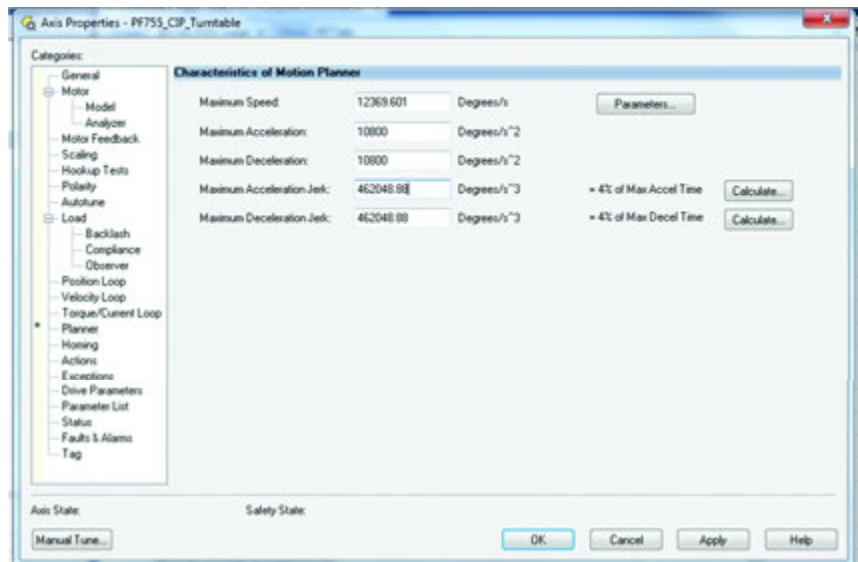 Axis Properties - PF755_CIP_Turntable
Categories:
General
Motor
Model
Analyzer
Motor Feedback
Scaling
Hookup Tests
Polarity
Autotune
Load
Backlash
Compliance
Observer
Position Loop
Velocity Loop
Torque/Current Loop
* Planner
Homing
Actions
Exceptions
Drive Parameters
Parameter List
Status
Faults & Alarms
Tag
Characteristics of Motion Planner
Maximum Speed: 12369.601 Degrees/s Parameters...
Maximum Acceleration: 10800 Degrees/s^2
Maximum Deceleration: 10800 Degrees/s^2
Maximum Acceleration Jerk: 462048.88 Degrees/s^3 = 4% of Max Accel Time Calculate...
Maximum Deceleration Jerk: 462048.88 Degrees/s^3 = 4% of Max Decel Time Calculate...
Axis State: Safety State:
Manual Tune... OK Cancel Apply Help